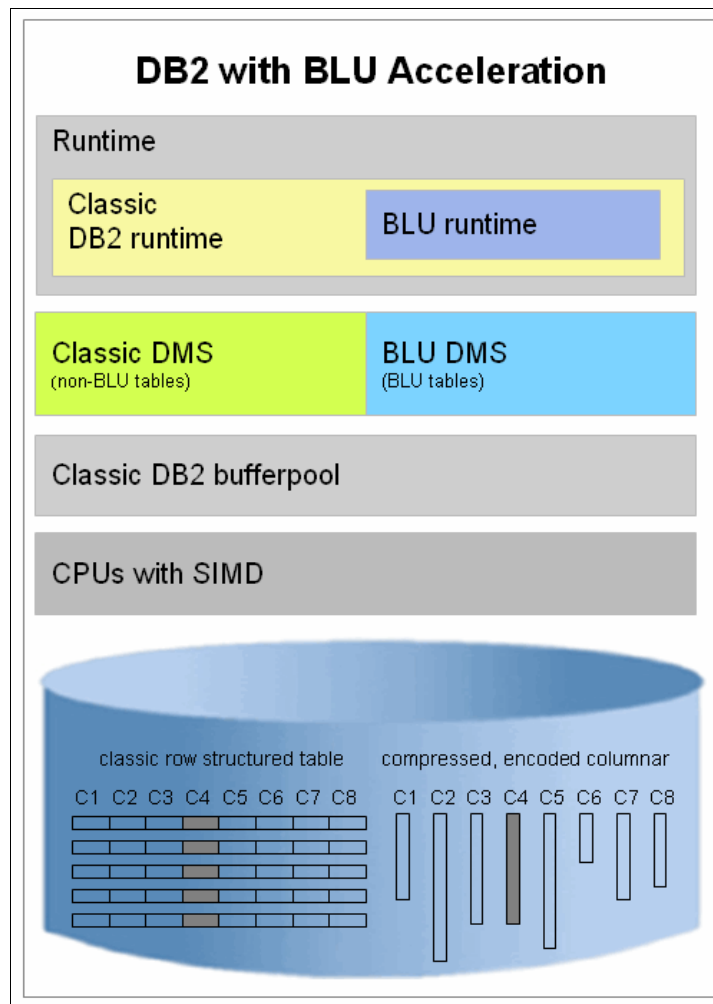 DB2 with BLU Acceleration
Runtime
Classic
DB2 runtime
BLU runtime
Classic DMS
(non-BLU tables)
BLU DMS
(BLU tables)
Classic DB2 bufferpool
CPUs with SIMD
classic row structured table
C1 C2 C3 C4 C5 C6 C7 C8
compressed, encoded columnar
C1 C2 C3 C4 C5 C6 C7 C8